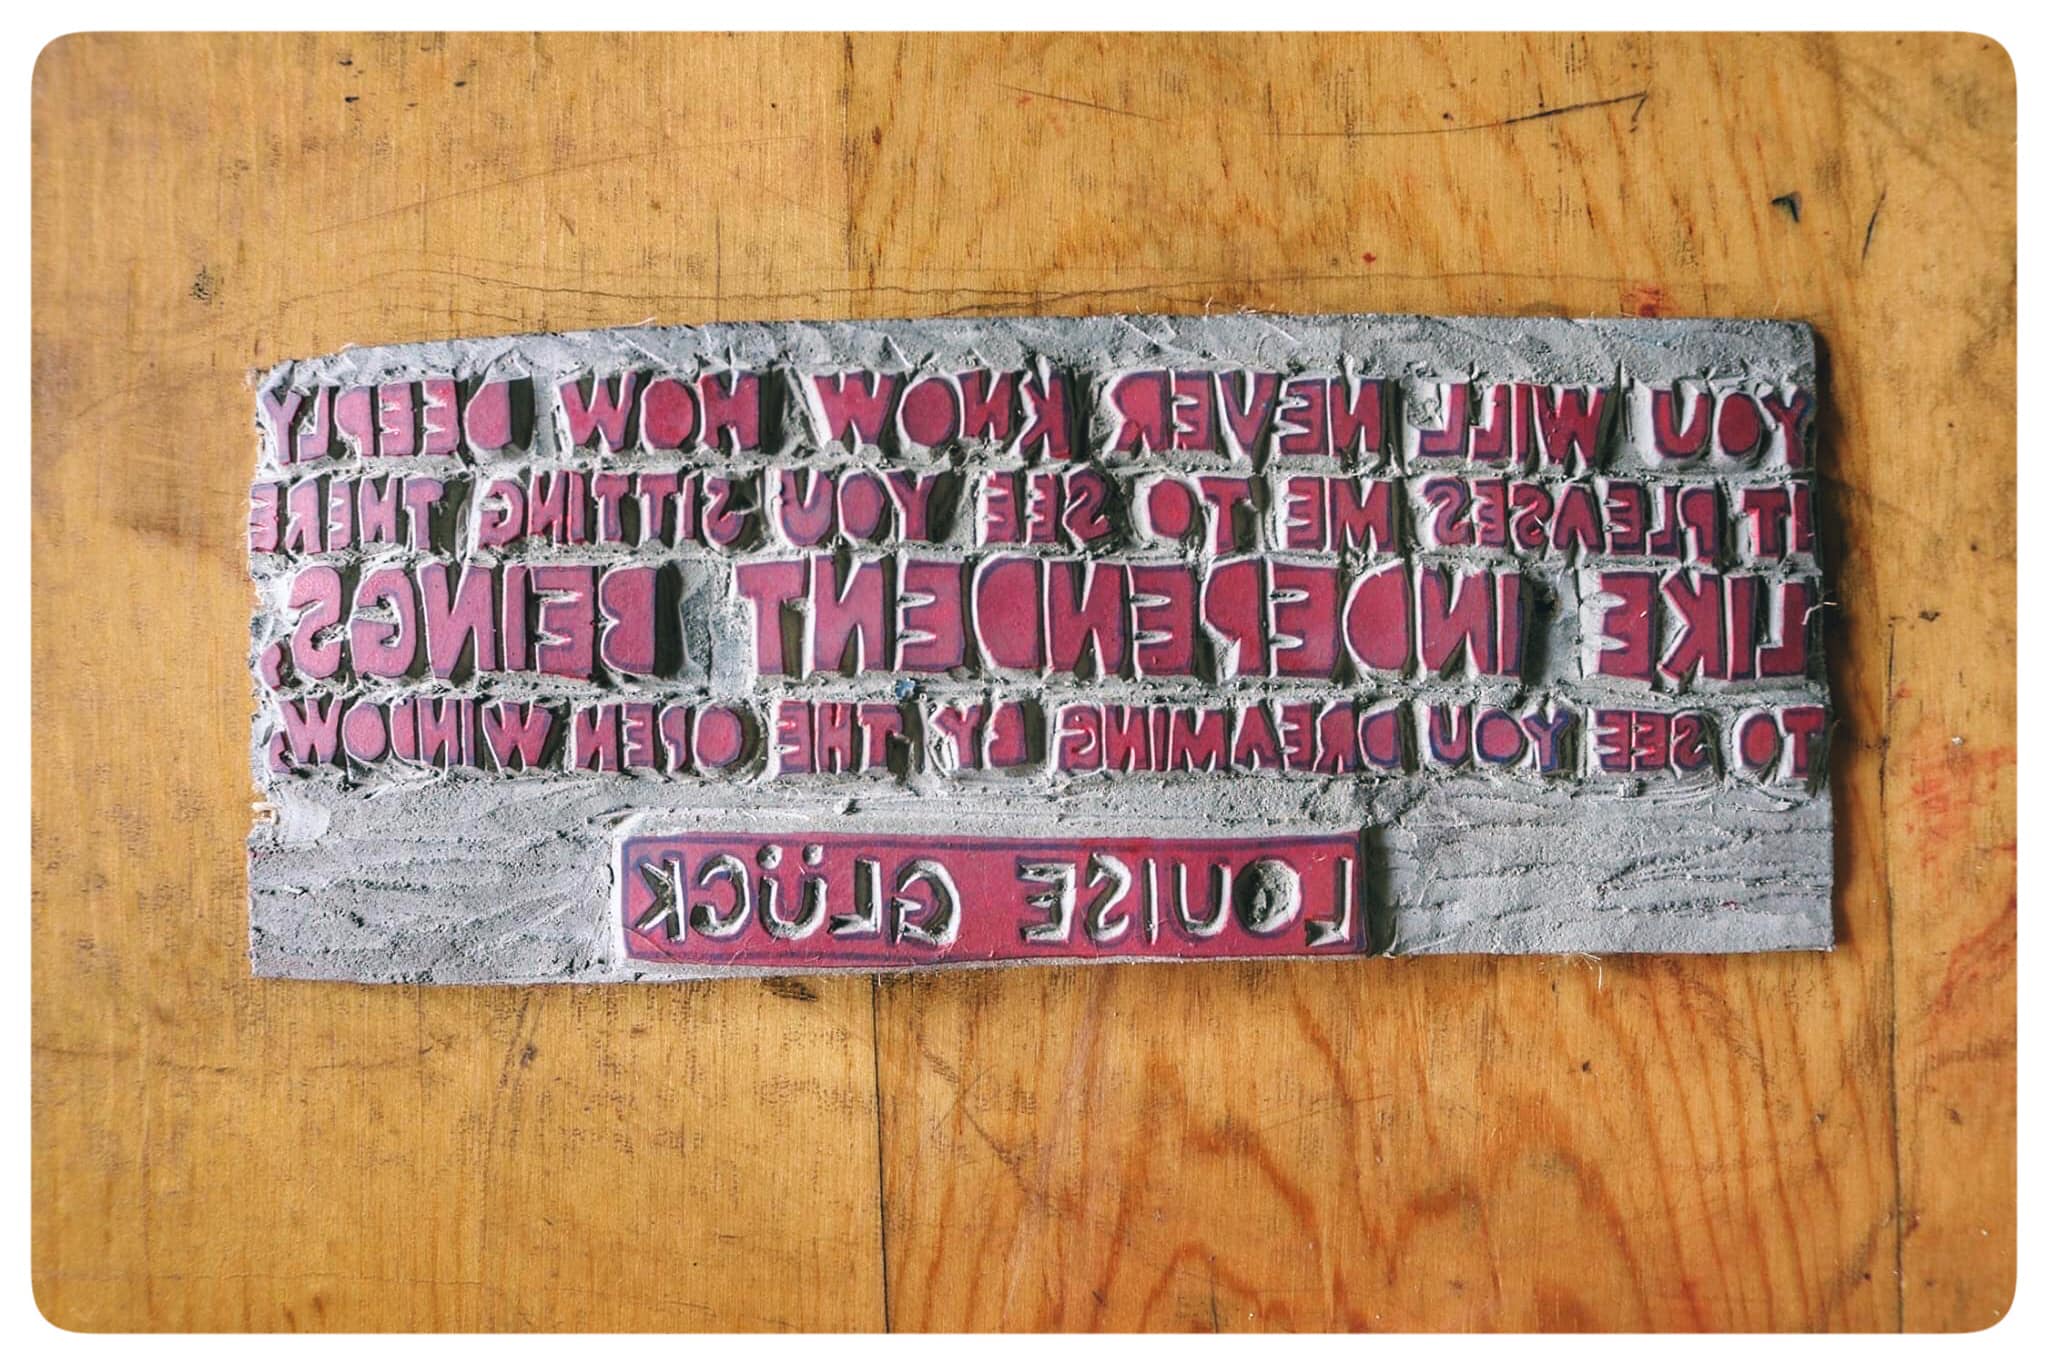 YOU WILL NEVER KNOW HOW DEEPLY
IT PLEASES ME TO SEE YOU SITTING THERE
LIKE INDEPENDENT BEINGS,
TO SEE YOU DREAMING BY THE OPEN WINDOW,
LOUISE GLÜCK